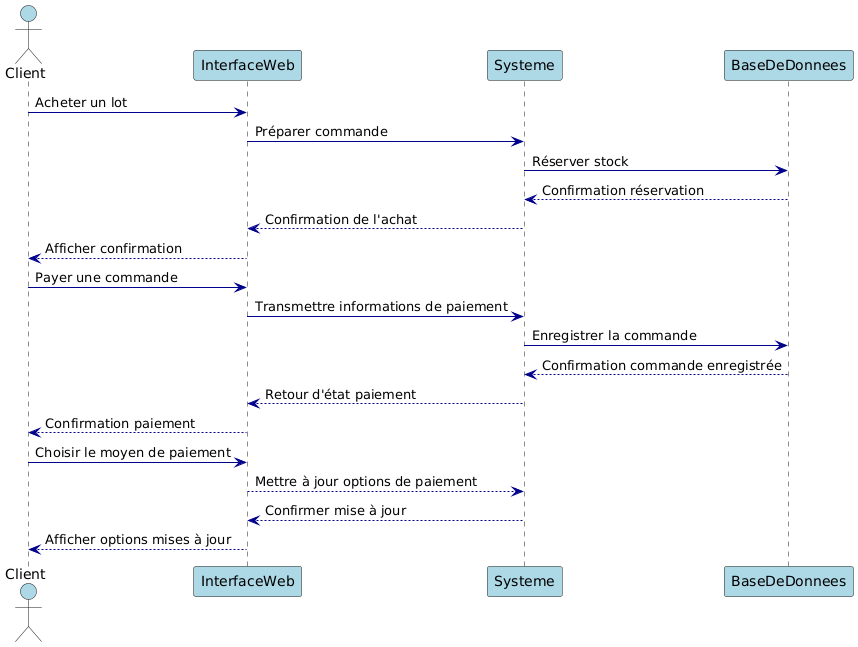 Client
InterfaceWeb
Systeme
BaseDeDonnees
Acheter un lot
Préparer commande
Réserver stock
Confirmation réservation
Confirmation de l'achat
Afficher confirmation
Payer une commande
Transmettre informations de paiement
Enregistrer la commande
Confirmation commande enregistrée
Retour d'état paiement
Confirmation paiement
Choisir le moyen de paiement
Mettre à jour options de paiement
Confirmer mise à jour
Afficher options mises à jour
Client
InterfaceWeb
Systeme
BaseDeDonnees